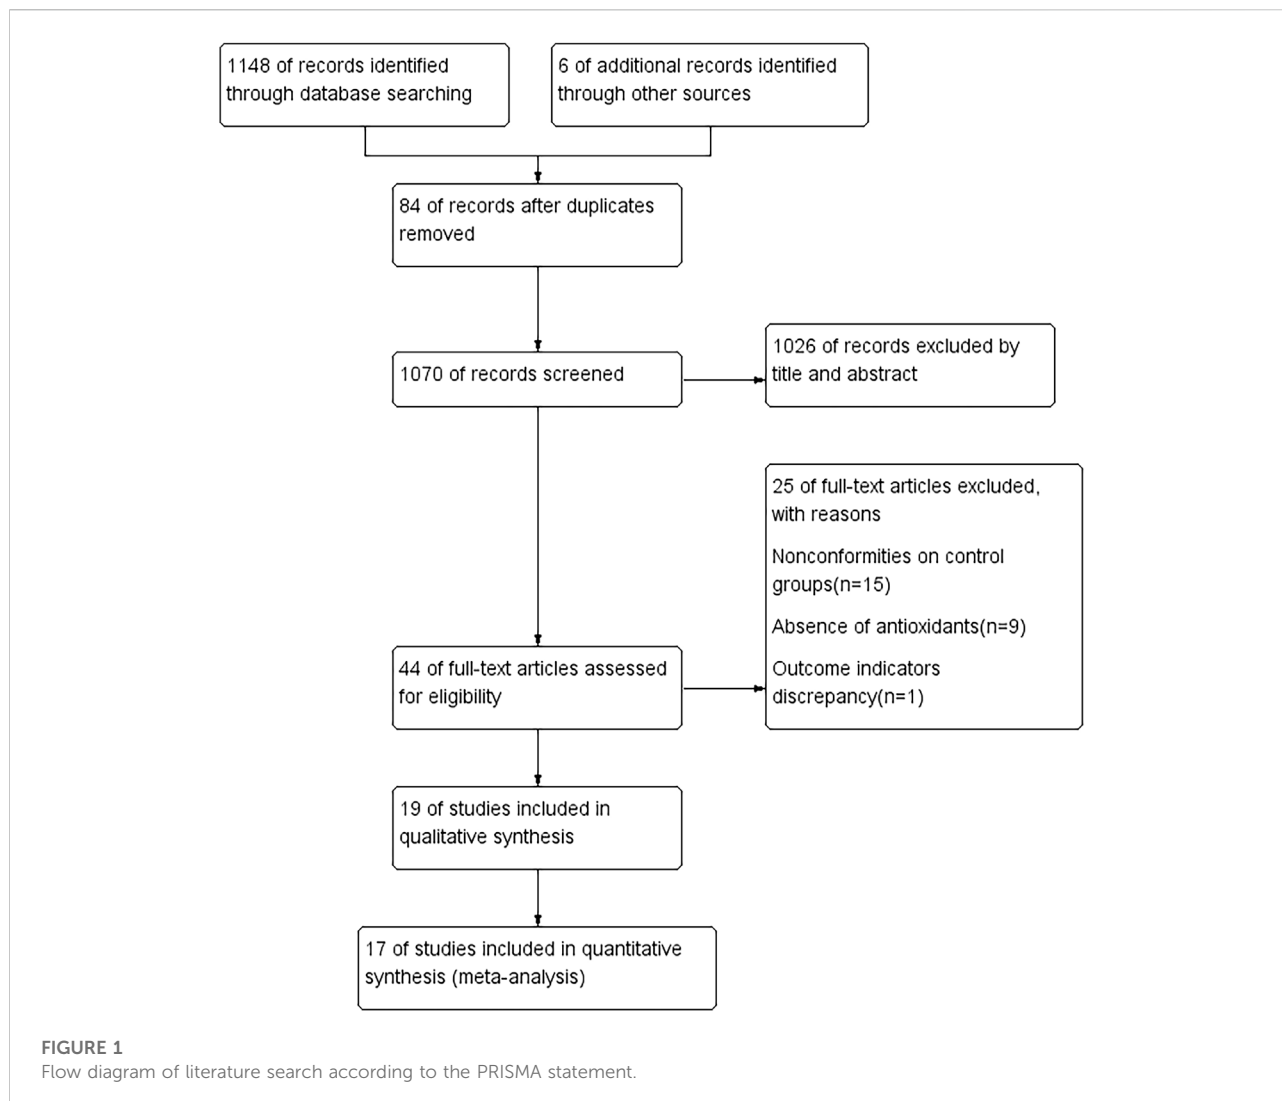 1148 of records identified
through database searching
6 of additional records identified
through other sources
84 of records after duplicates
removed
1070 of records screened
1026 of records excluded by
title and abstract
25 of full-text articles excluded,
with reasons
Nonconformities on control
groups(n=15)
Absence of antioxidants(n=9)
Outcome indicators
discrepancy(n=1)
44 of full-text articles assessed
for eligibility
19 of studies included in
qualitative synthesis
17 of studies included in quantitative
synthesis (meta-analysis)
FIGURE 1
Flow diagram of literature search according to the PRISMA statement.